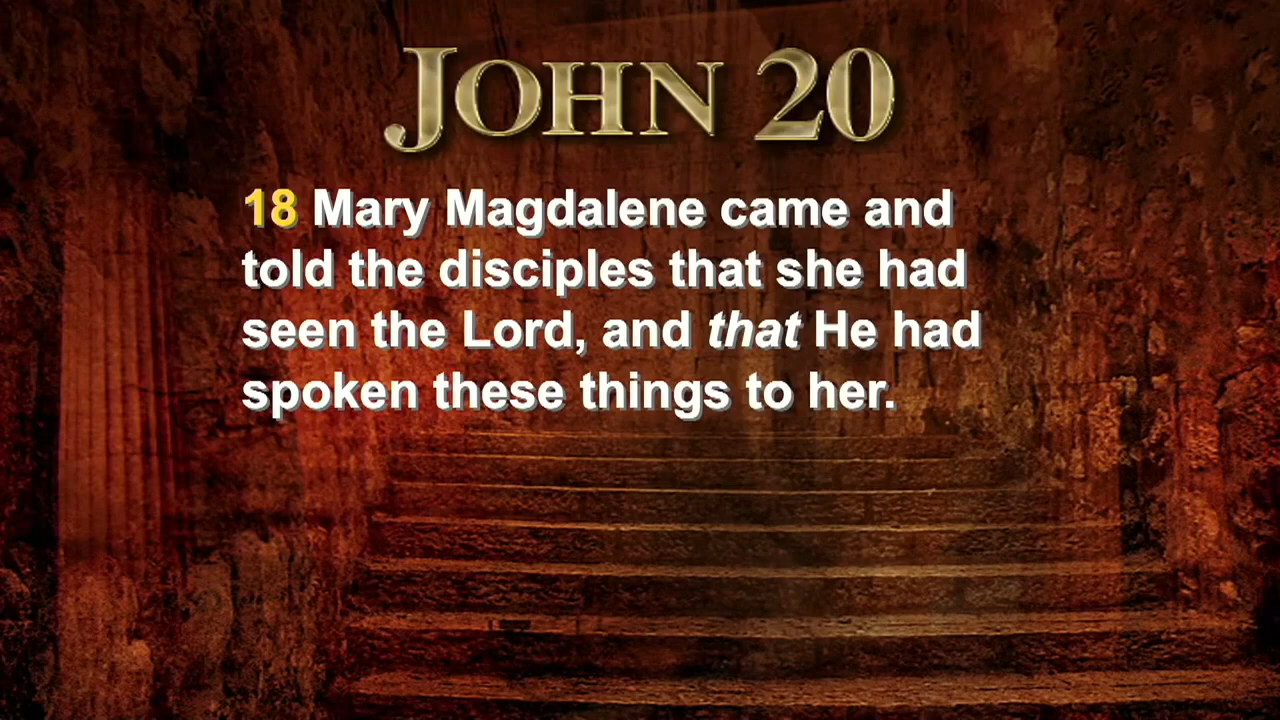 JOHN 20
18 Mary Magdalene came and
told the disciples that she had
seen the Lord, and that He had
spoken these things to her.